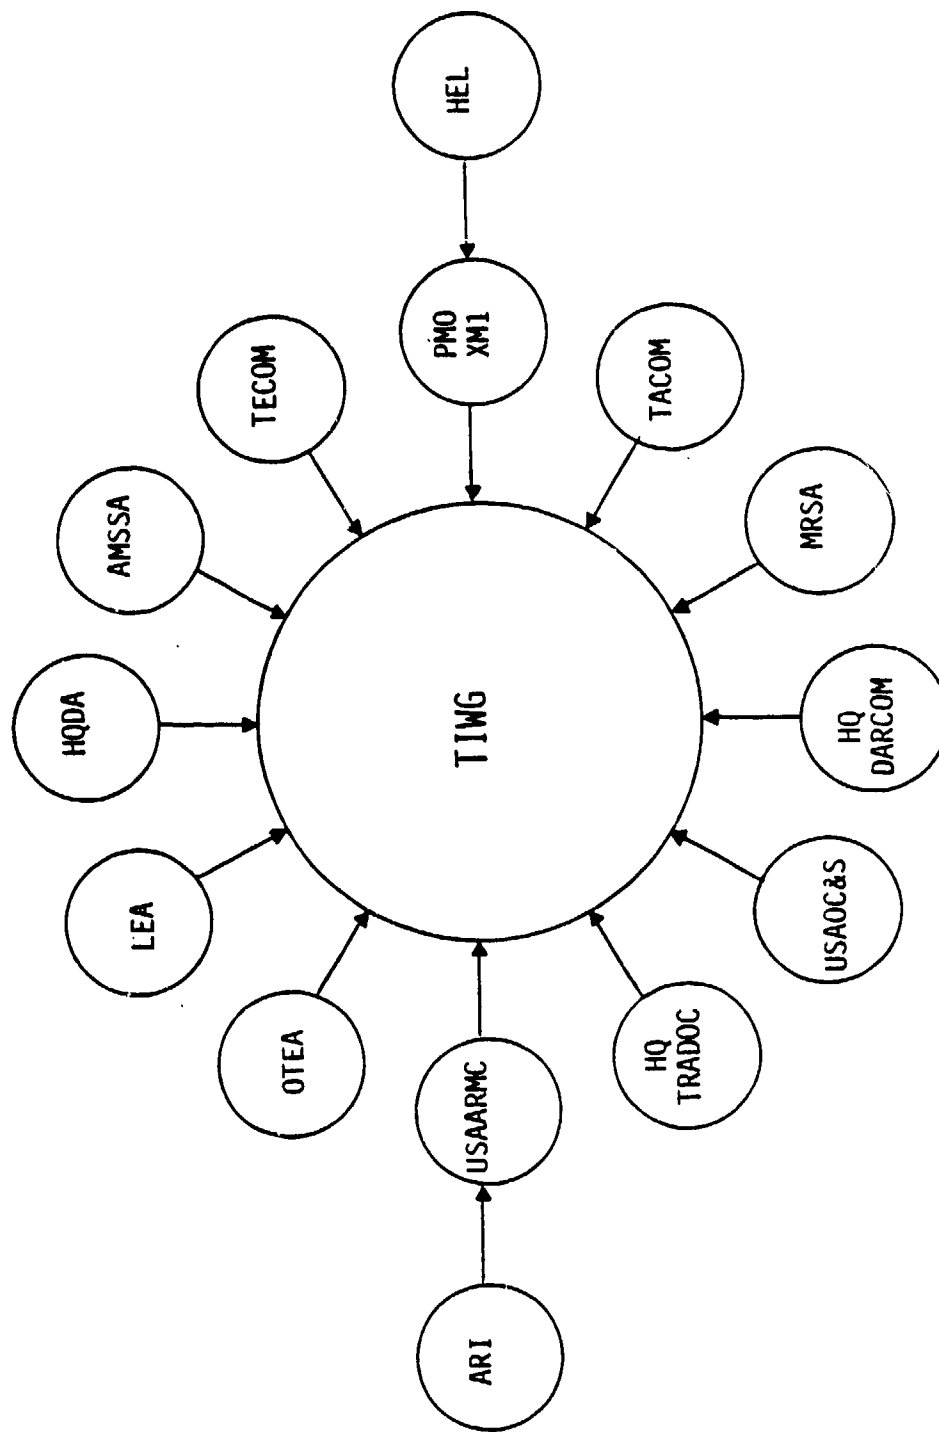 HQDA
LEA
AMSSA
OTEA
TECOM
ARI
USAARMC
TIWG
PMO
XM1
HEL
HQ
TRADOC
TACOM
USAOC&S
MRSA
HQ
DARCOM